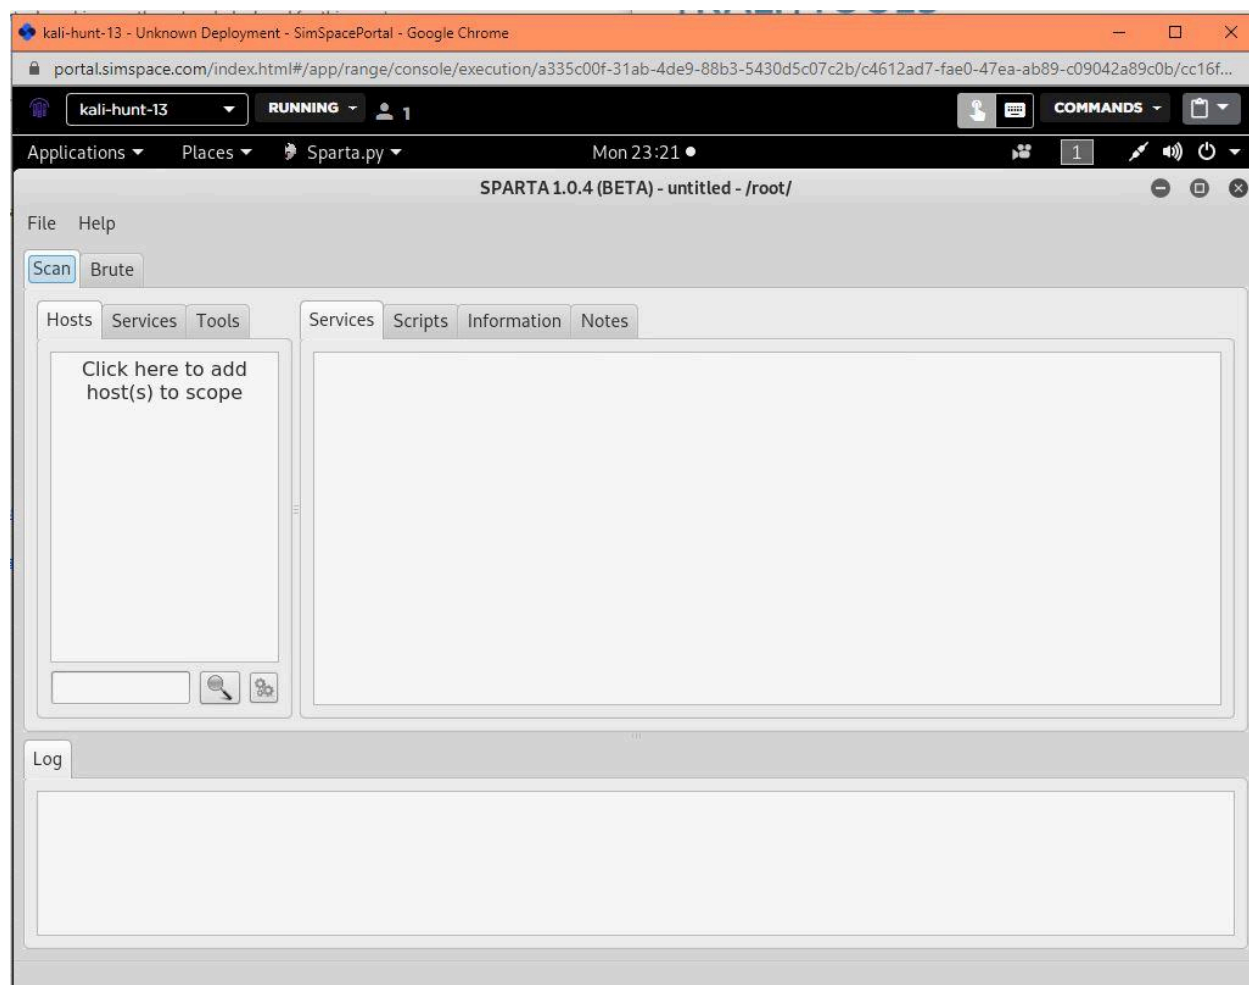 kali-hunt-13 - Unknown Deployment - SimSpacePortal - Google Chrome
portal.simspace.com/index.html#/app/range/console/execution/a335c00f-31ab-4de9-88b3-5430d5c07c2b/c4612ad7-fae0-47ea-ab89-c09042a89c0b/cc16f...
kali-hunt-13 RUNNING 1 COMMANDS
Applications Places Sparta.py Mon 23:21 1
SPARTA 1.0.4 (BETA) - untitled - /root/
File Help
Scan Brute
Hosts Services Tools Services Scripts Information Notes
Click here to add
host(s) to scope
Log